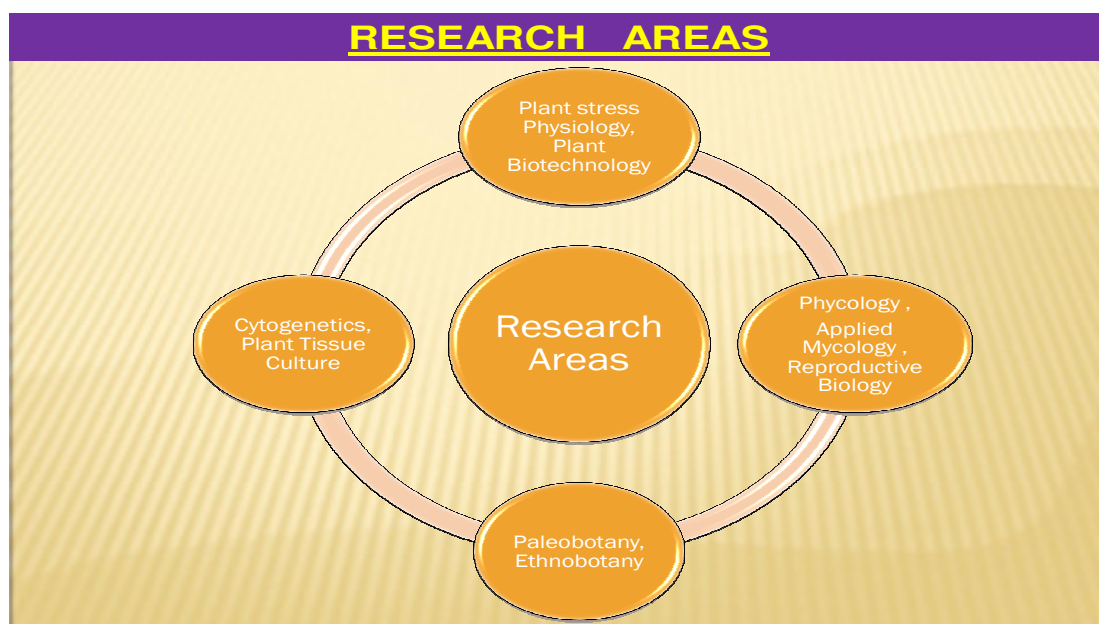 RESEARCH AREAS
Plant stress
Physiology,
Plant
Biotechnology
Phycology ,
Applied
Mycology ,
Reproductive
Biology
Research
Areas
Cytogenetics,
Plant Tissue
Culture
Paleobotany,
Ethnobotany